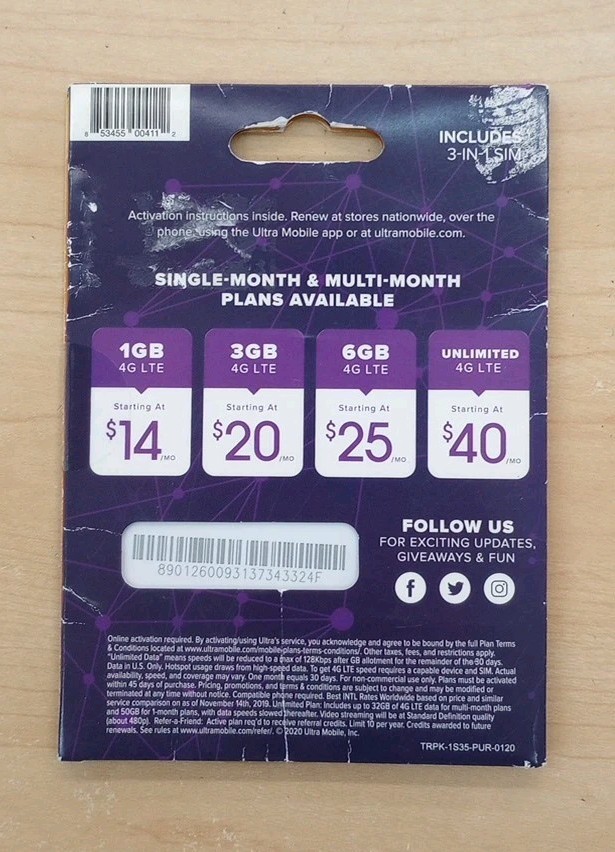 8 53455 00411 2
INCLUDES
3-IN-1 SIM
Activation instructions inside. Renew at stores nationwide, over the
phone, using the Ultra Mobile app or at ultramobile.com.
SINGLE-MONTH & MULTI-MONTH
PLANS AVAILABLE
1GB
4G LTE
Starting At
$14/MO
3GB
4G LTE
Starting At
$20/MO
6GB
4G LTE
Starting At
$25/MO
UNLIMITED
4G LTE
Starting At
$40/MO
8901260093137343324F
FOLLOW US
FOR EXCITING UPDATES,
GIVEAWAYS & FUN
Online activation required. By activating/using Ultra's service, you acknowledge and agree to be bound by the full Plan Terms
& Conditions located at www.ultramobile.com/mobile-plans-terms-conditions/. Other taxes, fees, and restrictions apply.
"Unlimited Data" means speeds will be reduced to a max of 128Kbps after GB allotment for the remainder of the 30 days.
Data in U.S. Only. Hotspot usage draws from high-speed data. To get 4G LTE speed requires a capable device and SIM. Actual
availability, speed, and coverage may vary. One month equals 30 days. For non-commercial use only. Plans must be activated
within 45 days of purchase. Pricing, promotions, and terms & conditions are subject to change and may be modified or
terminated at any time without notice. Compatible phone required. Best INTL Rates Worldwide based on price and similar
service comparison on as of November 14th, 2019. Unlimited Plan: Includes up to 32GB of 4G LTE data for multi-month plans
and 50GB for 1-month plans, with data speeds slowed thereafter. Video streaming will be at Standard Definition quality
(about 480p). Refer-a-Friend: Active plan req'd to receive referral credits. Limit 10 per year. Credits awarded to future
renewals. See rules at www.ultramobile.com/refer/. © 2020 Ultra Mobile, Inc.
TRPK-1S35-PUR-0120